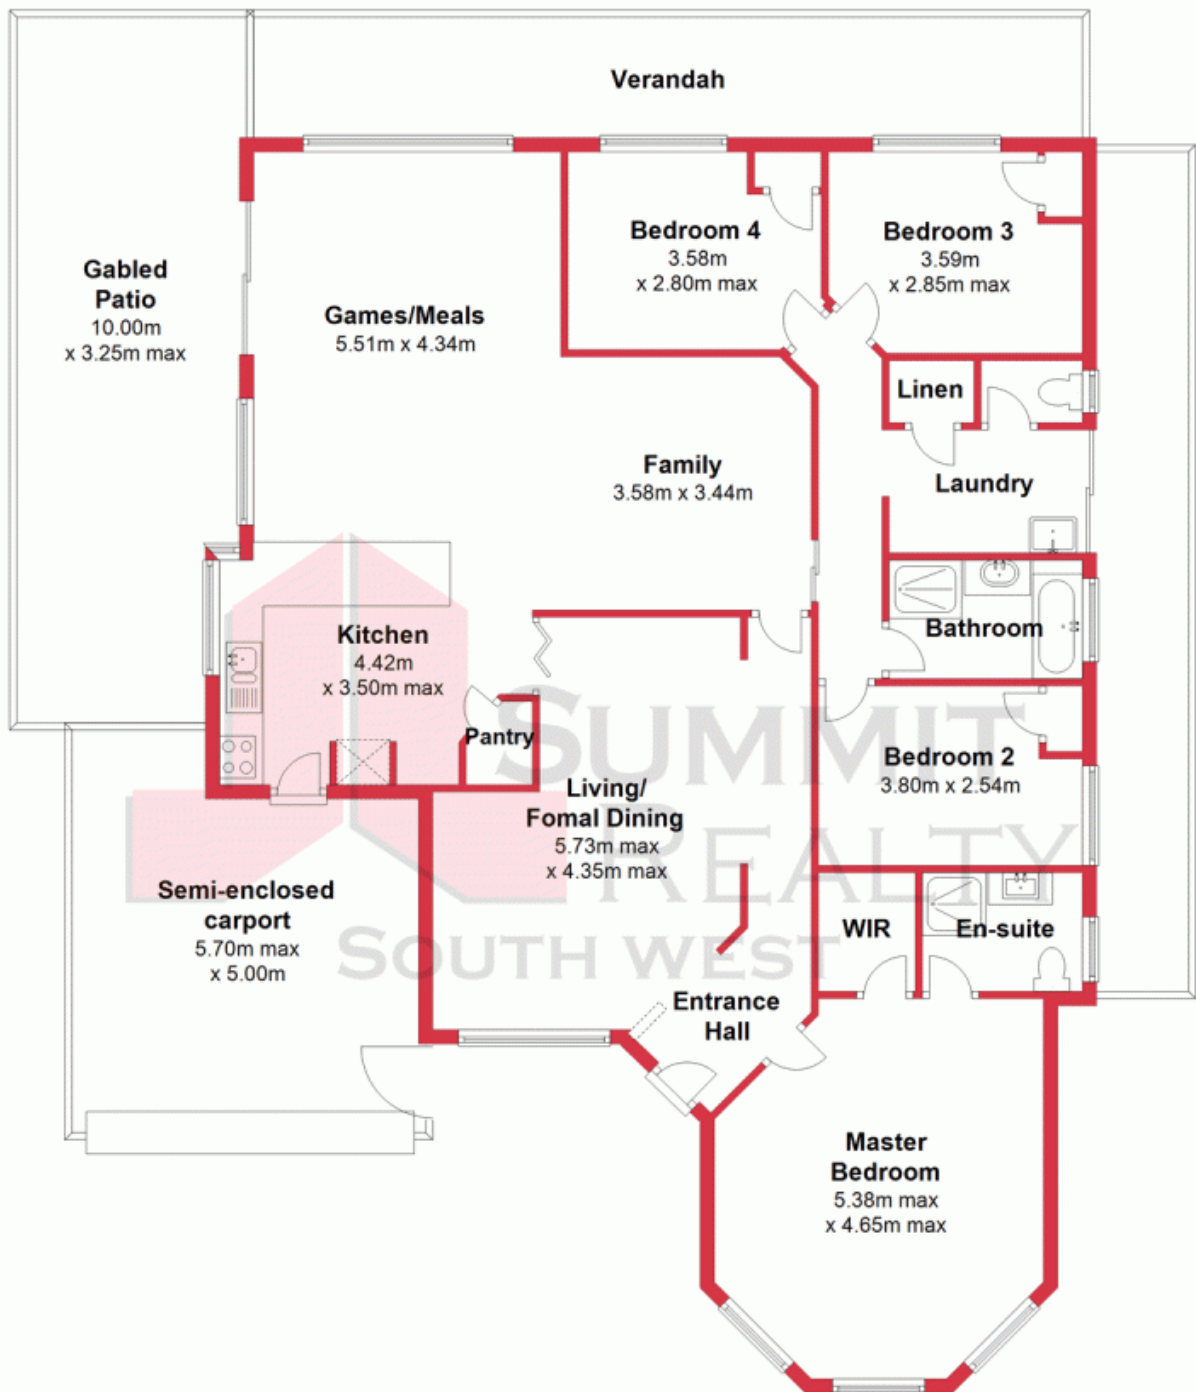 Verandah
Gabled
Patio
10.00m
x 3.25m max
Games/Meals
5.51m x 4.34m
Bedroom 4
3.58m
x 2.80m max
Bedroom 3
3.59m
x 2.85m max
Linen
Laundry
Family
3.58m x 3.44m
Kitchen
4.42m
x 3.50m max
Pantry
Bathroom
Bedroom 2
3.80m x 2.54m
Living/
Fomal Dining
5.73m max
x 4.35m max
SUMMIT
REALTY
SOUTH WEST
Semi-enclosed
carport
5.70m max
x 5.00m
WIR
En-suite
Entrance
Hall
Master
Bedroom
5.38m max
x 4.65m max